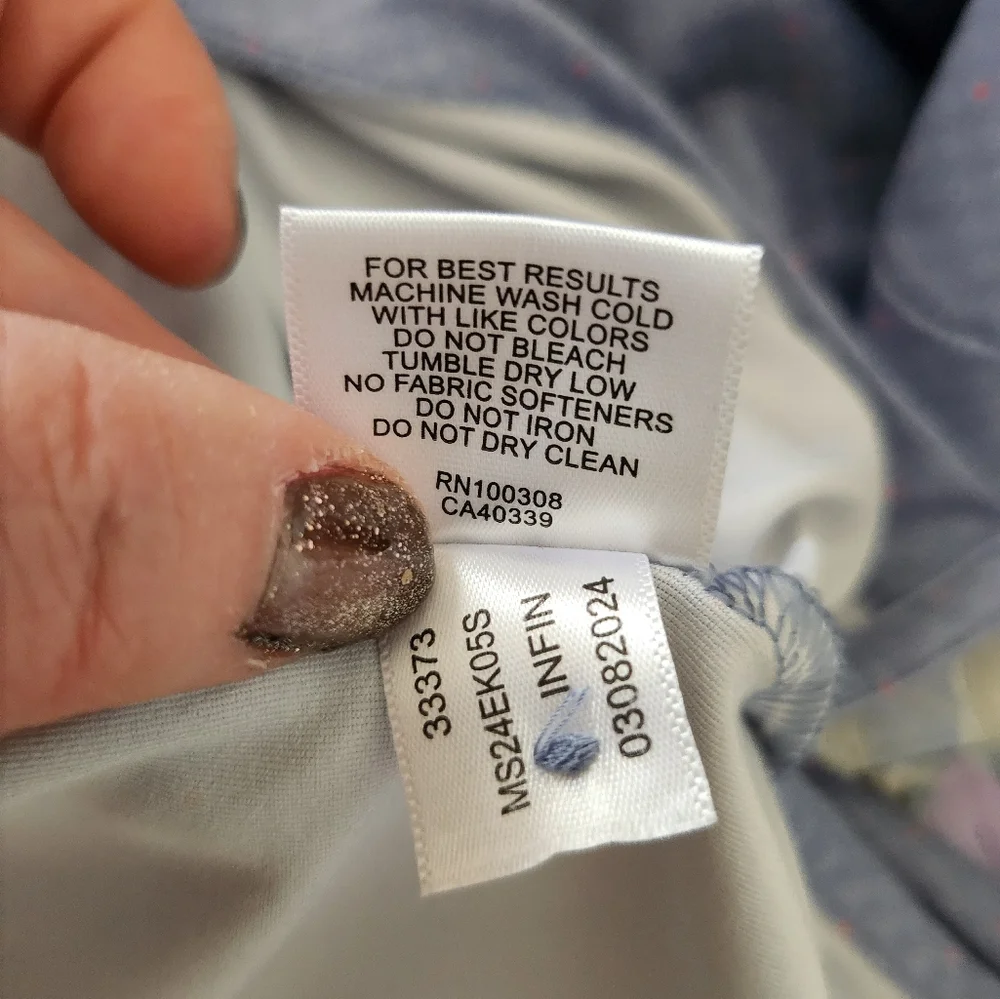 FOR BEST RESULTS
MACHINE WASH COLD
WITH LIKE COLORS
DO NOT BLEACH
TUMBLE DRY LOW
NO FABRIC SOFTENERS
DO NOT IRON
DO NOT DRY CLEAN
RN100308
CA40339
33373
MS24EK05S
INFIN
03082024